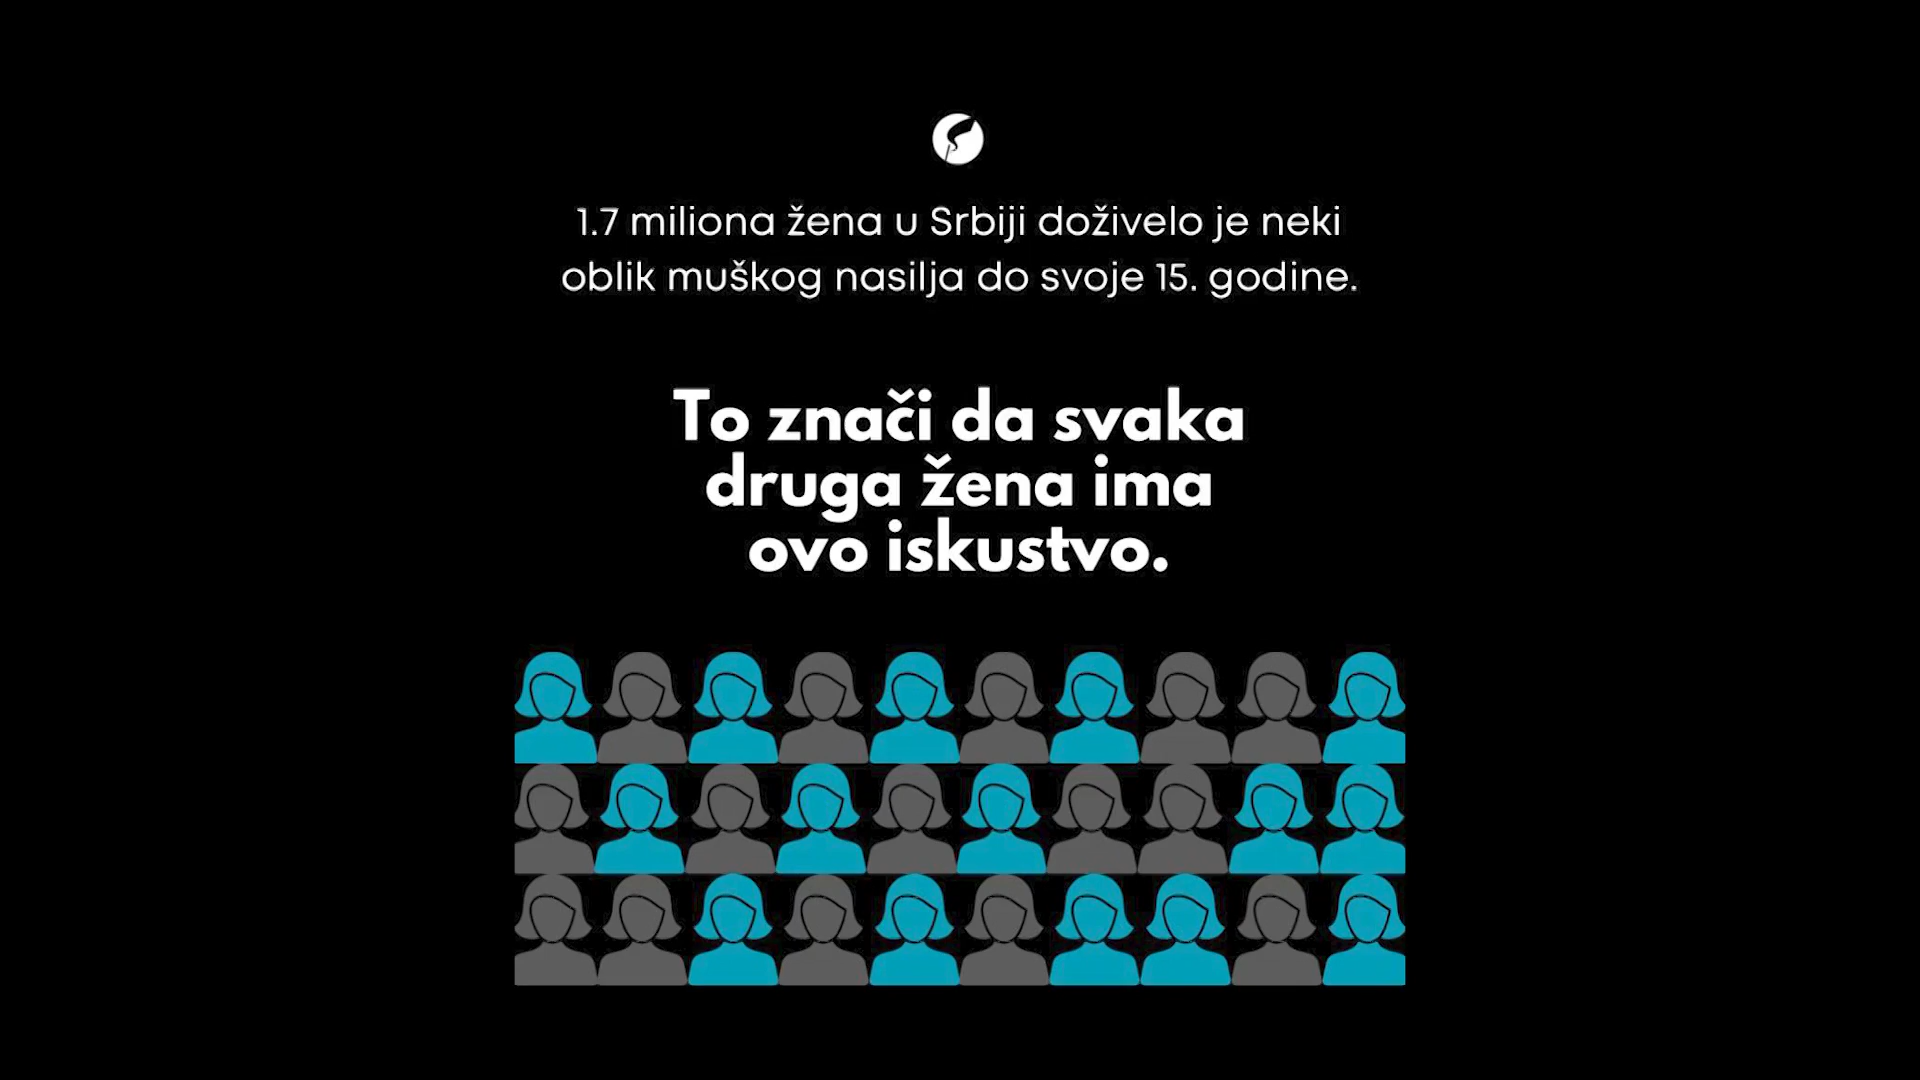 1.7 miliona žena u Srbiji doživelo je neki
oblik muškog nasilja do svoje 15. godine.
To znači da svaka
druga žena ima
ovo iskustvo.